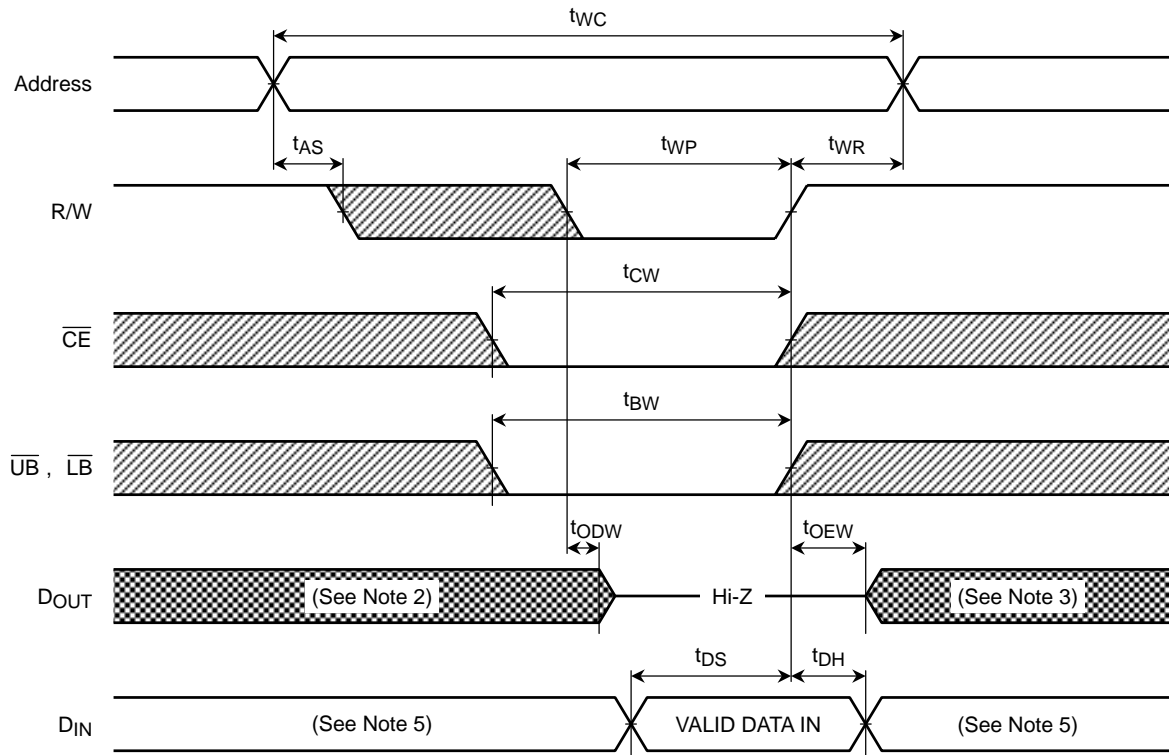 tWC
Address
tAS
tWP
tWR
R/W
tCW
CE
tBW
UB , LB
tODW
tOEW
DOUT
(See Note 2)
Hi-Z
(See Note 3)
tDS
tDH
DIN
(See Note 5)
VALID DATA IN
(See Note 5)